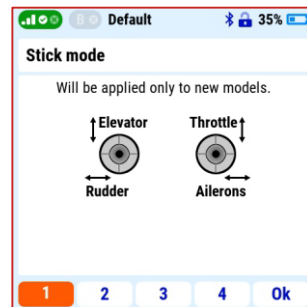 B Default 35%
Stick mode
Will be applied only to new models.
Elevator Throttle
Rudder Ailerons
1 2 3 4 Ok